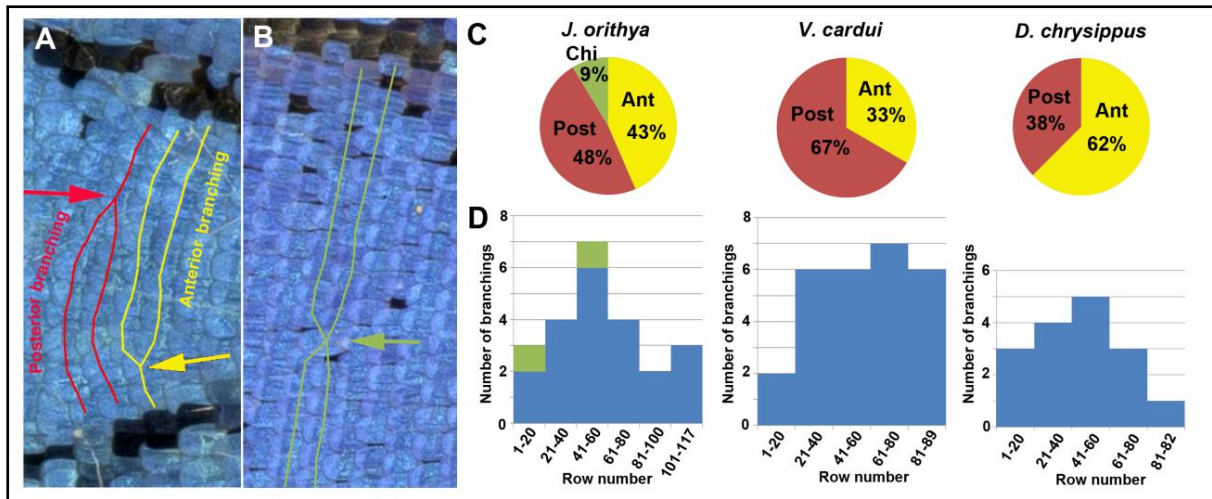 A
B
C
J. orithya
V. cardui
D. chrysippus
Chi
9%
Ant
43%
Post
48%
Ant
33%
Post
67%
Post
38%
Ant
62%
Posterior branching
Anterior branching
D
Number of branchings
8
6
4
2
0
1-20
21-40
41-60
61-80
81-100
101-117
Row number
Number of branchings
8
6
4
2
0
1-20
21-40
41-60
61-80
81-89
Row number
Number of branchings
6
4
2
0
1-20
21-40
41-60
61-80
81-82
Row number